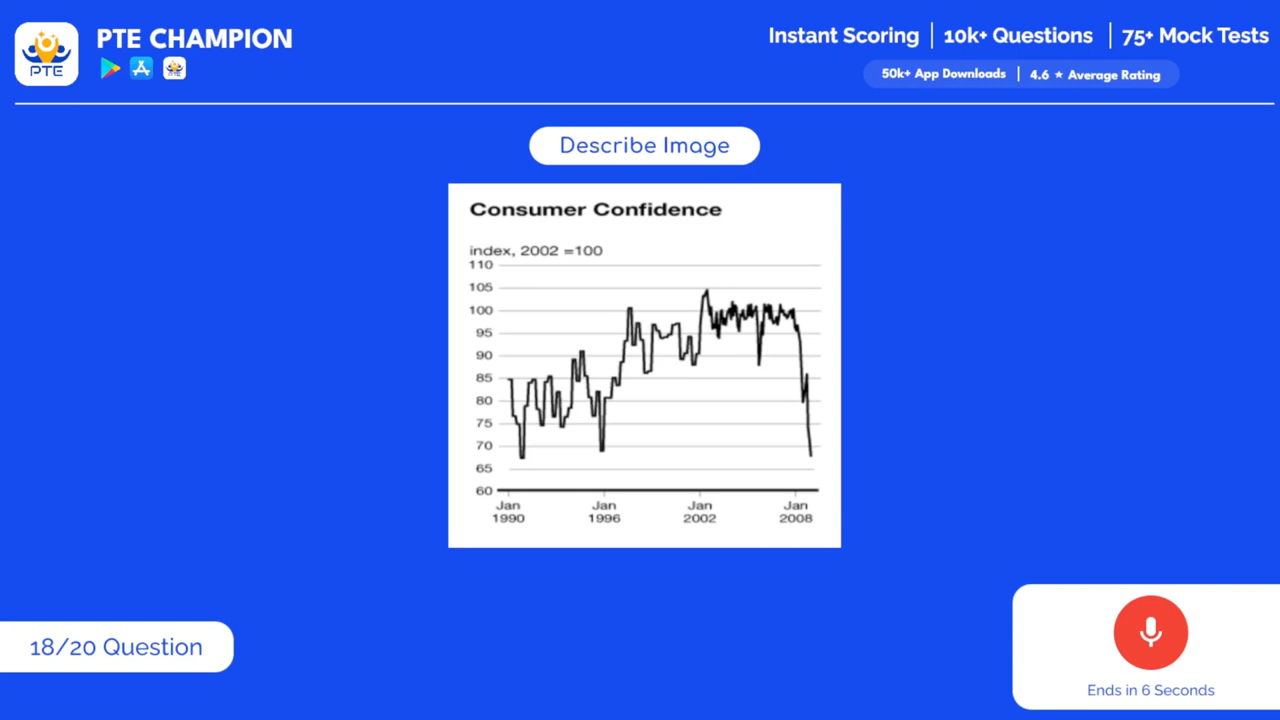 PTE CHAMPION
PTE
Instant Scoring | 10k+ Questions | 75+ Mock Tests
50k+ App Downloads | 4.6 ★ Average Rating
Describe Image
Consumer Confidence
index, 2002 =100
110
105
100
95
90
85
80
75
70
65
60
Jan Jan Jan Jan
1990 1996 2002 2008
18/20 Question
Ends in 6 Seconds